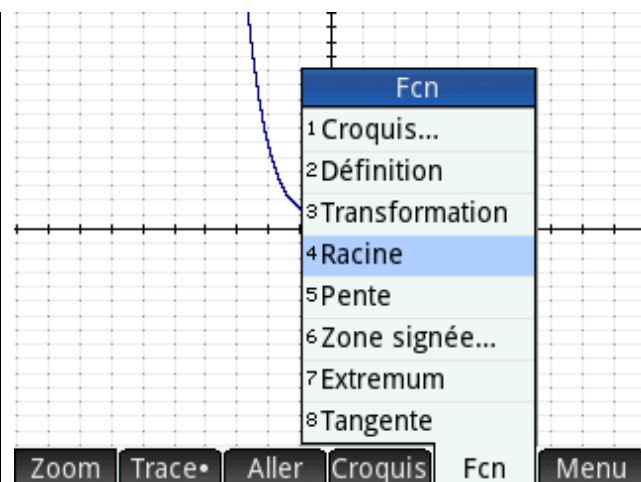 Fcn
1 Croquis...
2 Définition
3 Transformation
4 Racine
5 Pente
6 Zone signée...
7 Extremum
8 Tangente
Zoom Trace• Aller Croquis Fcn Menu